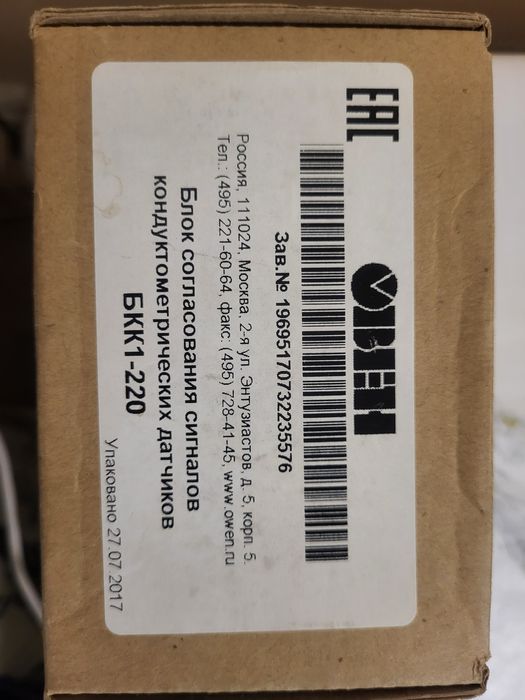 EAC
ОВЕН
Зав.№ 19695170732235576
Россия, 111024, Москва, 2-я ул. Энтузиастов, д. 5, корп. 5.
Тел.: (495) 221-60-64, факс: (495) 728-41-45, www.owen.ru
Блок согласования сигналов
кондуктометрических датчиков
БКК1-220
Упаковано 27.07.2017